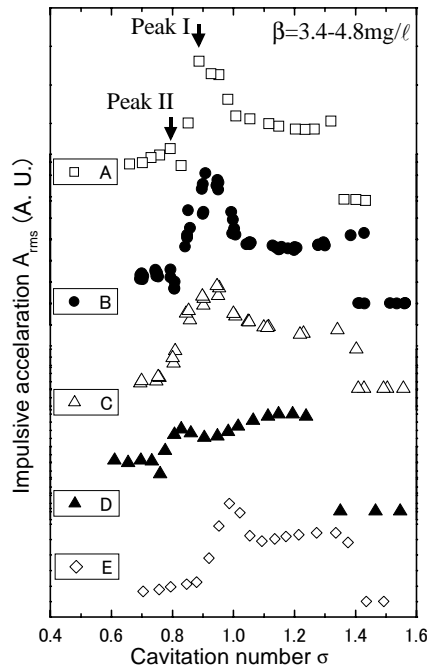 Peak I
β=3.4-4.8mg/ℓ
Peak II
A
B
C
D
E
Impulsive accelaration A_rms (A. U.)
0.4 0.6 0.8 1.0 1.2 1.4 1.6
Cavitation number σ